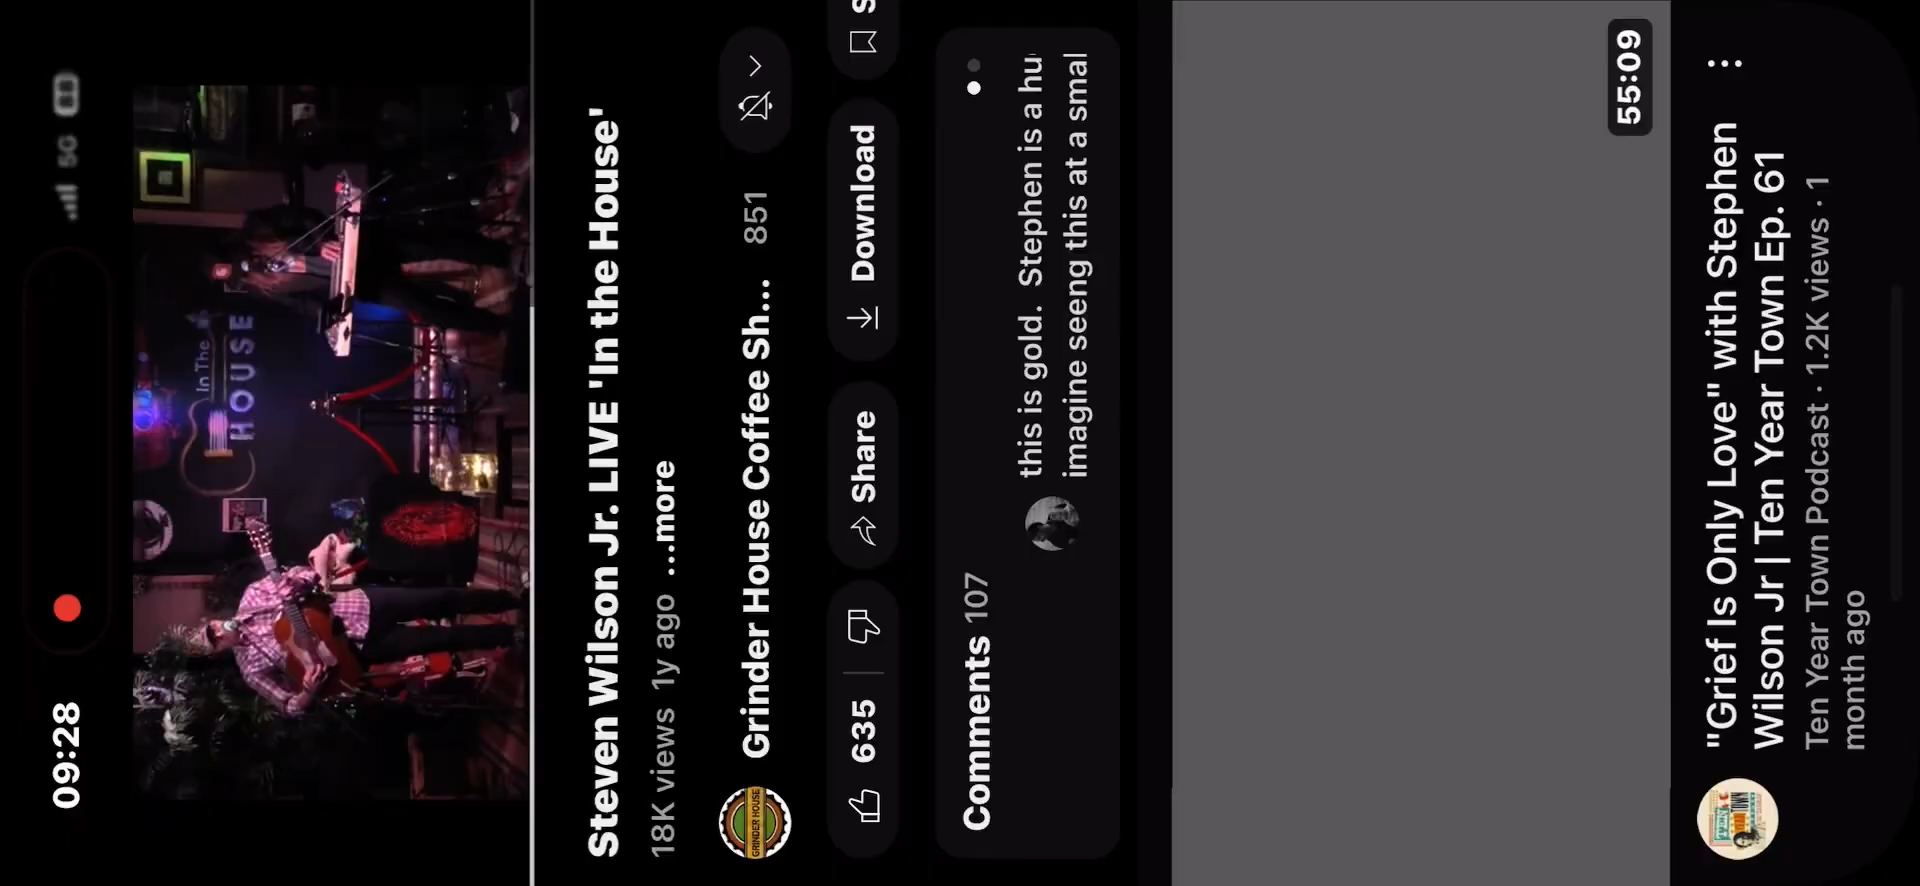 09:28
5G
In The
HOUSE
Steven Wilson Jr. LIVE 'In the House'
18K views 1y ago ...more
GRINDER HOUSE
Grinder House Coffee Sh... 851
635
Share
Download
Comments 107
this is gold. Stephen is a hu
imagine seeng this at a smal
55:09
"Grief Is Only Love" with Stephen
Wilson Jr | Ten Year Town Ep. 61
Ten Year Town Podcast · 1.2K views · 1
month ago